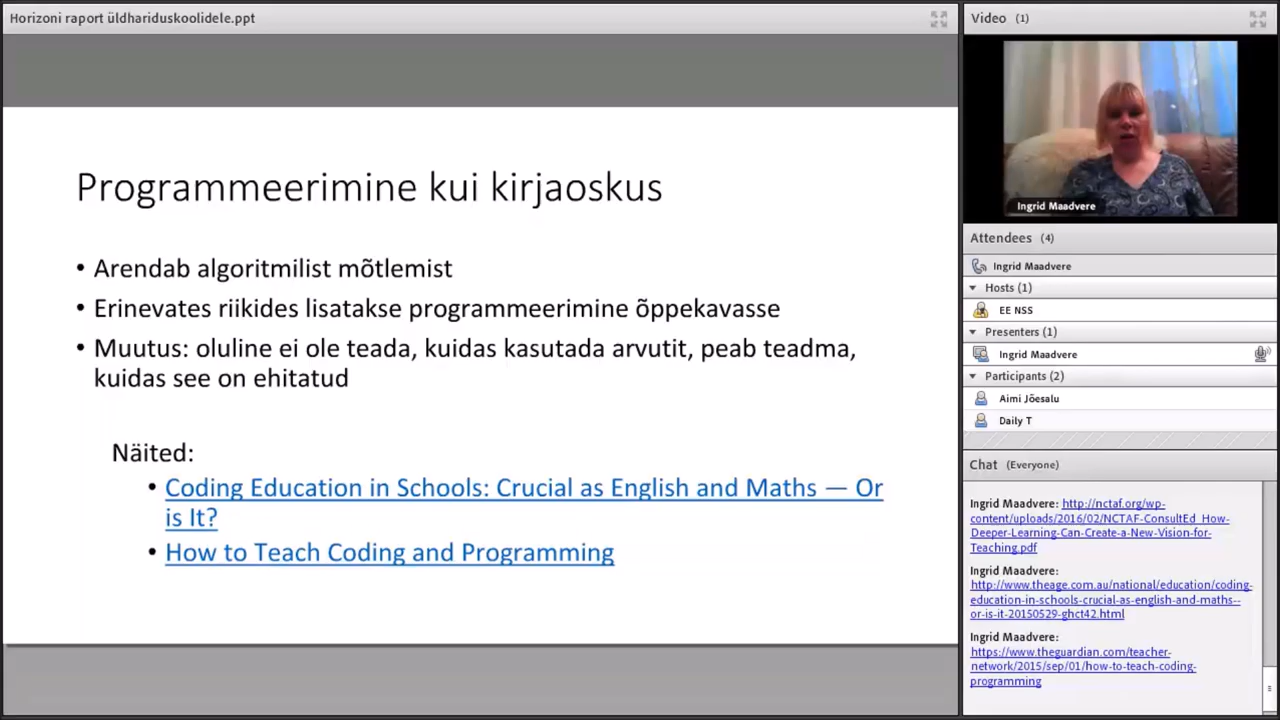 Horizoni raport üldhariduskoolidele.ppt
Programmeerimine kui kirjaoskus
• Arendab algoritmilist mõtlemist
• Erinevates riikides lisatakse programmeerimine õppekavasse
• Muutus: oluline ei ole teada, kuidas kasutada arvutit, peab teadma,
kuidas see on ehitatud
Näited:
• Coding Education in Schools: Crucial as English and Maths — Or
is It?
• How to Teach Coding and Programming
Video (1)
Ingrid Maadvere
Attendees (4)
Ingrid Maadvere
Hosts (1)
EE NSS
Presenters (1)
Ingrid Maadvere
Participants (2)
Aimi Jõesalu
Daily T
Chat (Everyone)
Ingrid Maadvere: http://nctaf.org/wp-
content/uploads/2016/02/NCTAF-ConsultEd_How-
Deeper-Learning-Can-Create-a-New-Vision-for-
Teaching.pdf
Ingrid Maadvere:
http://www.theage.com.au/national/education/coding-
education-in-schools-crucial-as-english-and-maths--
or-is-it-20150529-ghct42.html
Ingrid Maadvere:
https://www.theguardian.com/teacher-
network/2015/sep/01/how-to-teach-coding-
programming